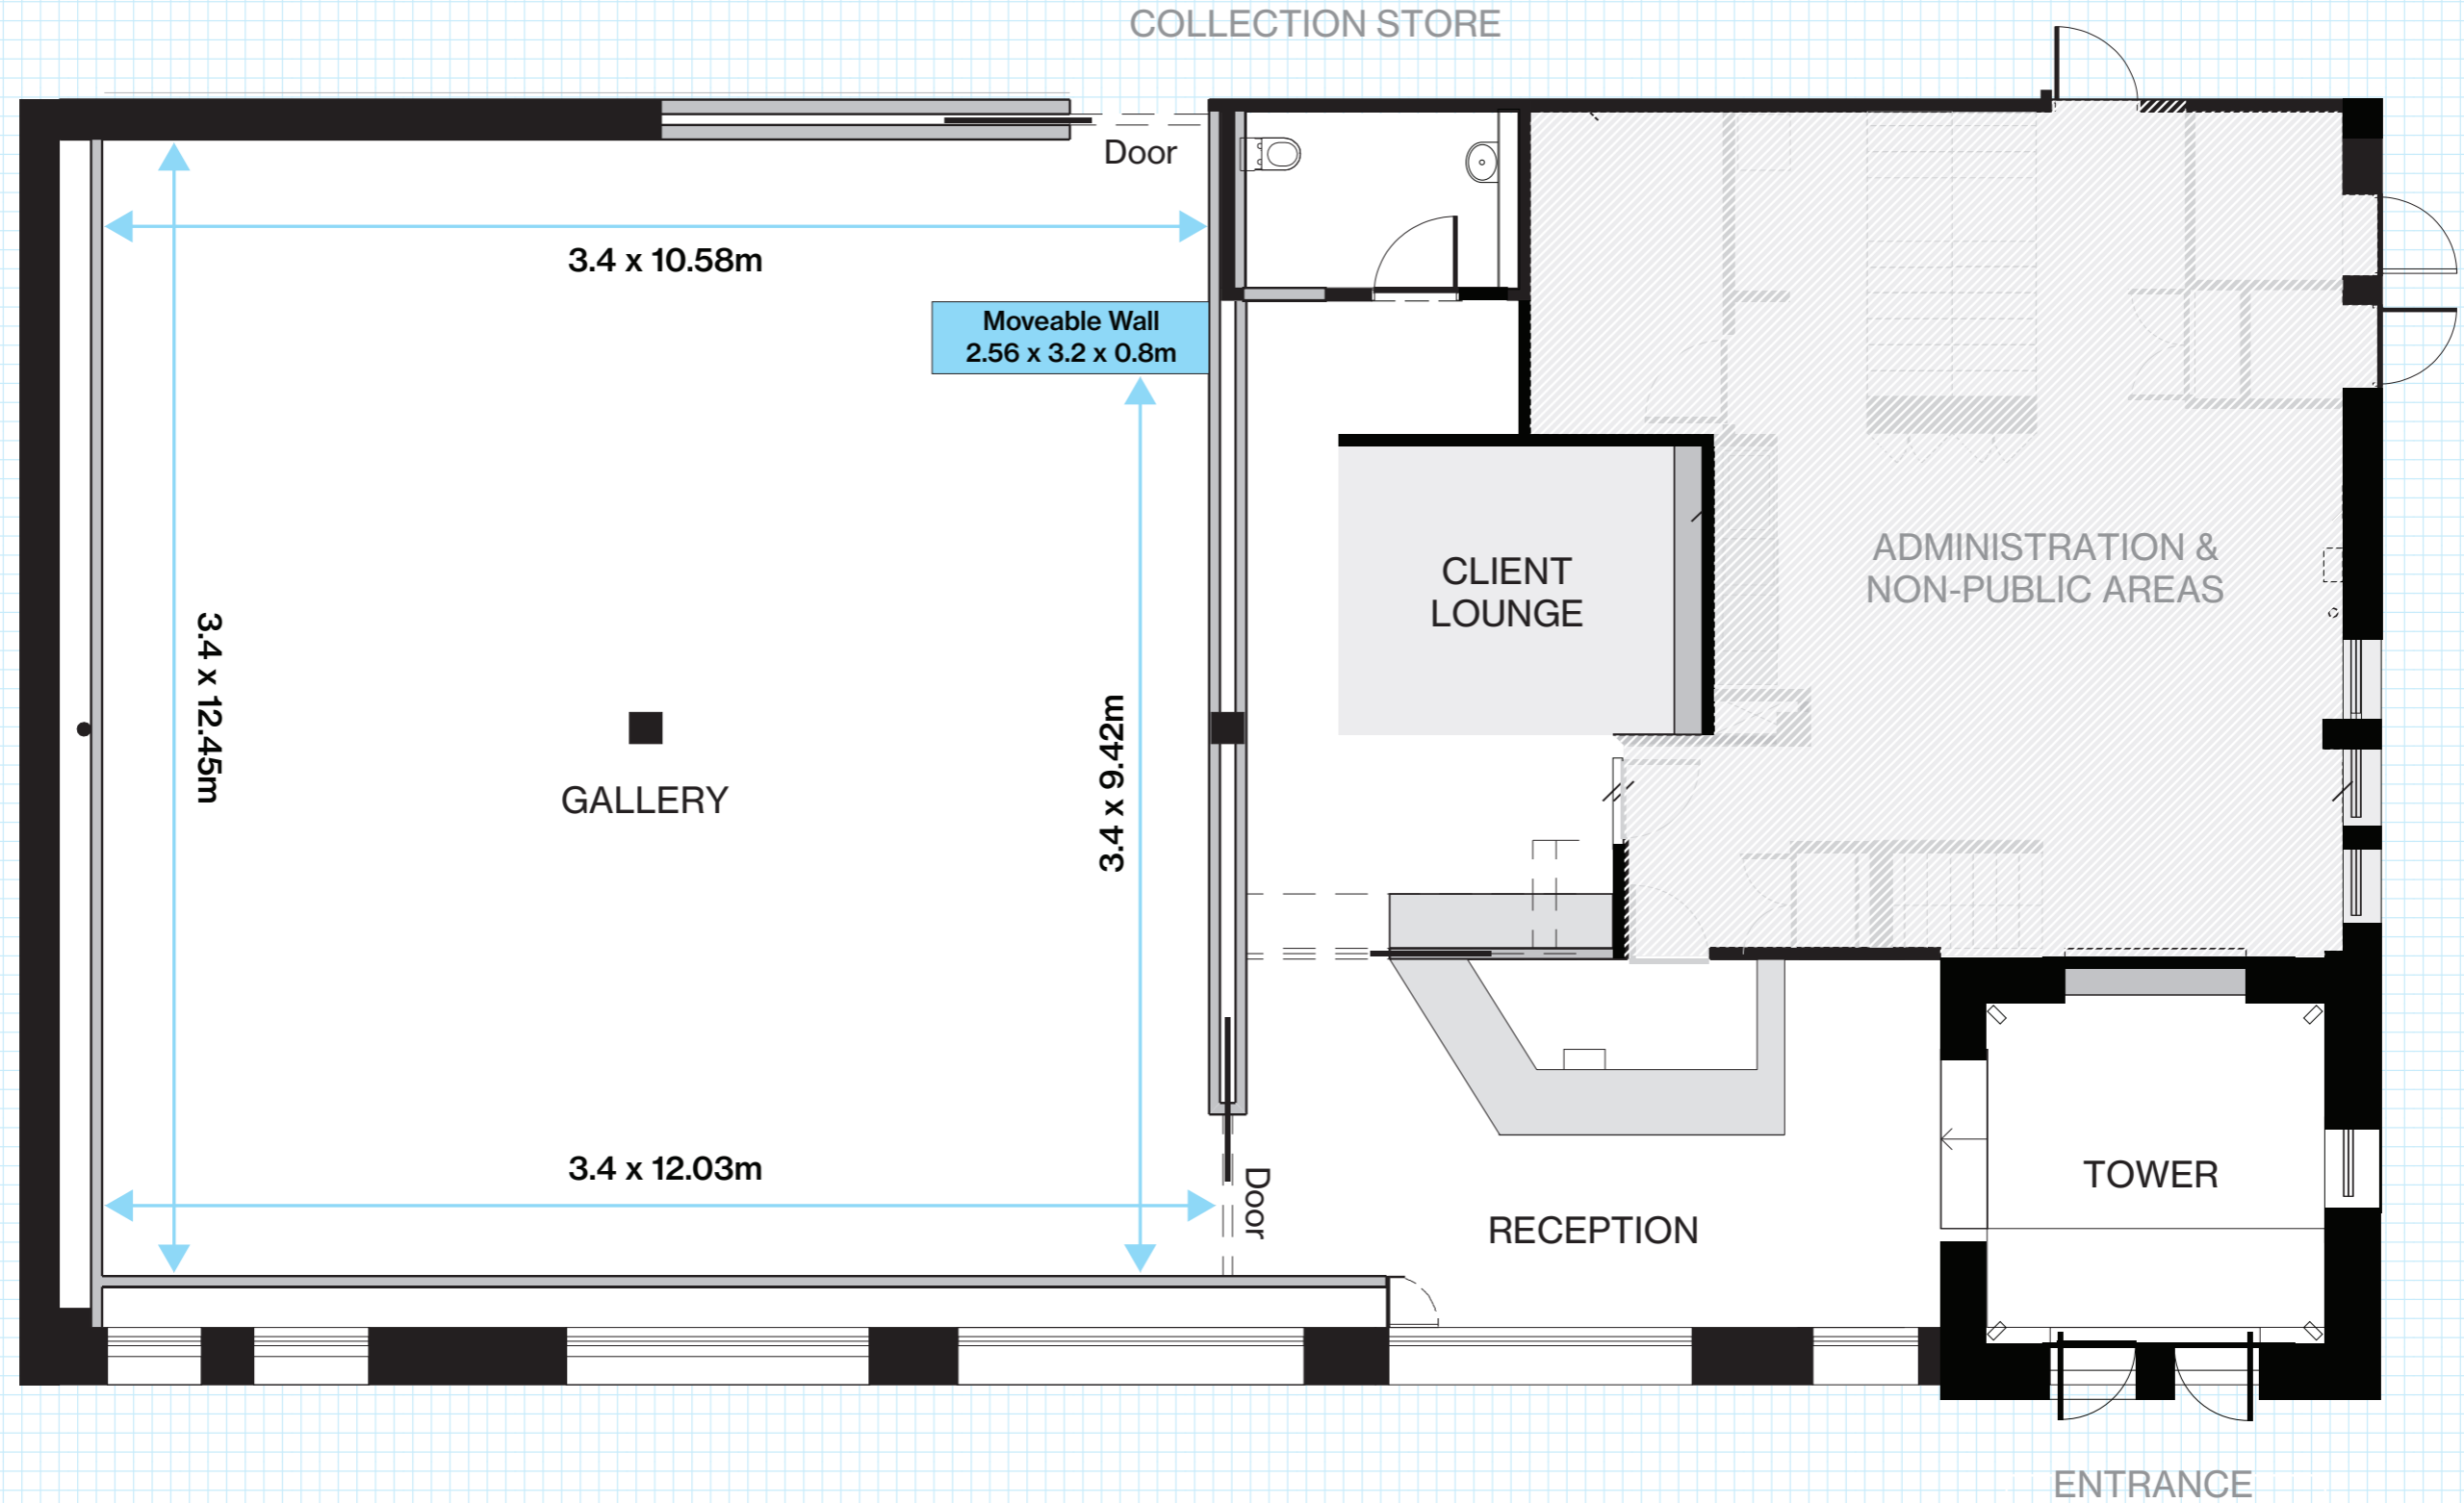 COLLECTION STORE
Door
3.4 x 10.58m
Moveable Wall
2.56 x 3.2 x 0.8m
3.4 x 12.45m
GALLERY
3.4 x 9.42m
CLIENT
LOUNGE
ADMINISTRATION &
NON-PUBLIC AREAS
3.4 x 12.03m
Door
RECEPTION
TOWER
ENTRANCE